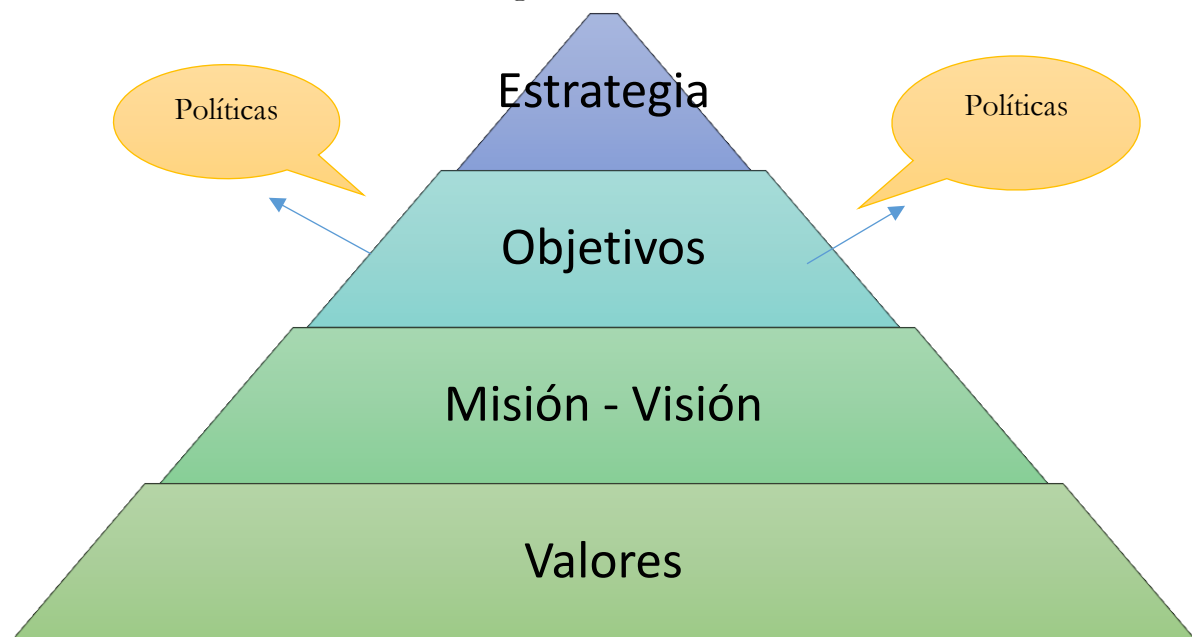 Estrategia
Políticas
Políticas
Objetivos
Misión - Visión
Valores